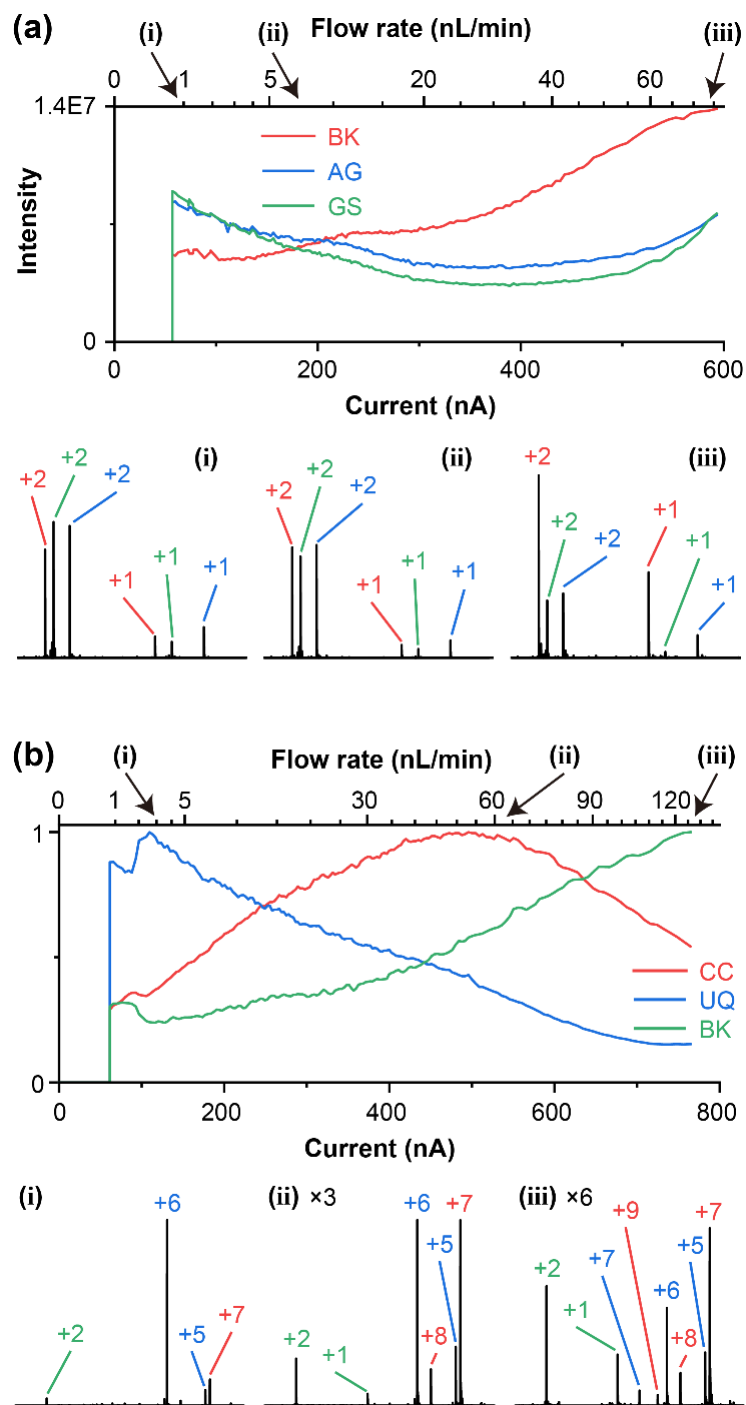 (a)
(i)
(ii)
Flow rate (nL/min)
(iii)
0
1
5
20
40
60
1.4E7
BK
AG
GS
Intensity
0
0
200
400
600
Current (nA)
(i)
+2
+2
+2
+1
+1
+1
(ii)
+2
+2
+2
+1
+1
+1
(iii)
+2
+2
+2
+1
+1
+1
(b)
(i)
Flow rate (nL/min)
(ii)
(iii)
0
1
5
30
60
90
120
1
CC
UQ
BK
0
0
200
400
600
800
Current (nA)
(i)
+6
+2
+5
+7
(ii) ×3
+6
+7
+5
+2
+1
+8
(iii) ×6
+9
+7
+2
+7
+5
+1
+6
+8